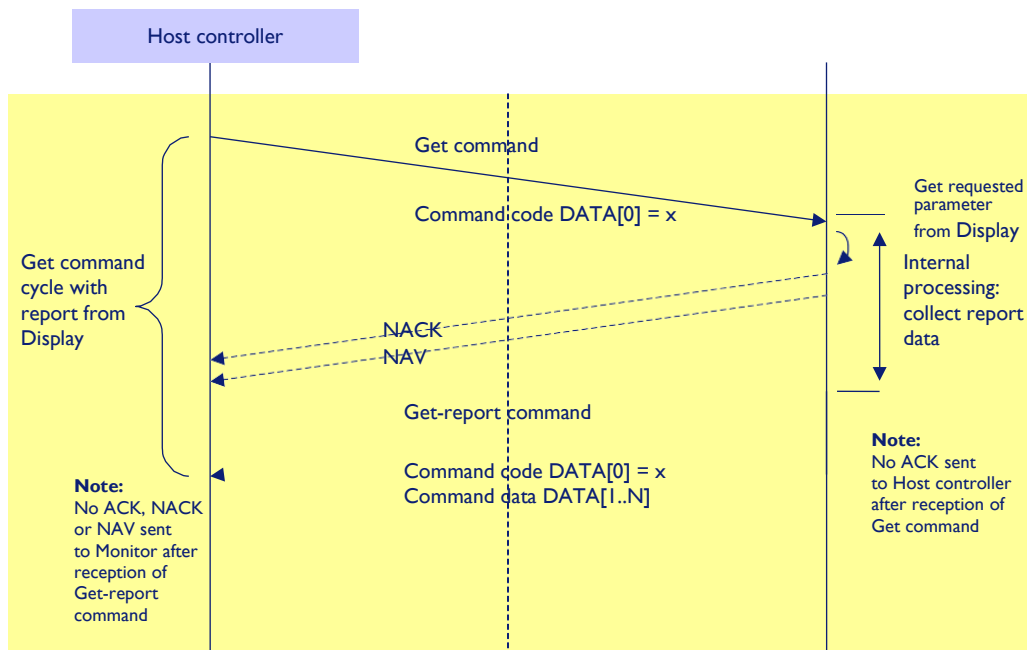 Host controller
Get command
Command code DATA[0] = x
Get requested
parameter
from Display
Get command
cycle with
report from
Display
Internal
processing:
collect report
data
NACK
NAV
Get-report command
Command code DATA[0] = x
Command data DATA[1..N]
Note:
No ACK, NACK
or NAV sent
to Monitor after
reception of
Get-report
command
Note:
No ACK sent
to Host controller
after reception of
Get command